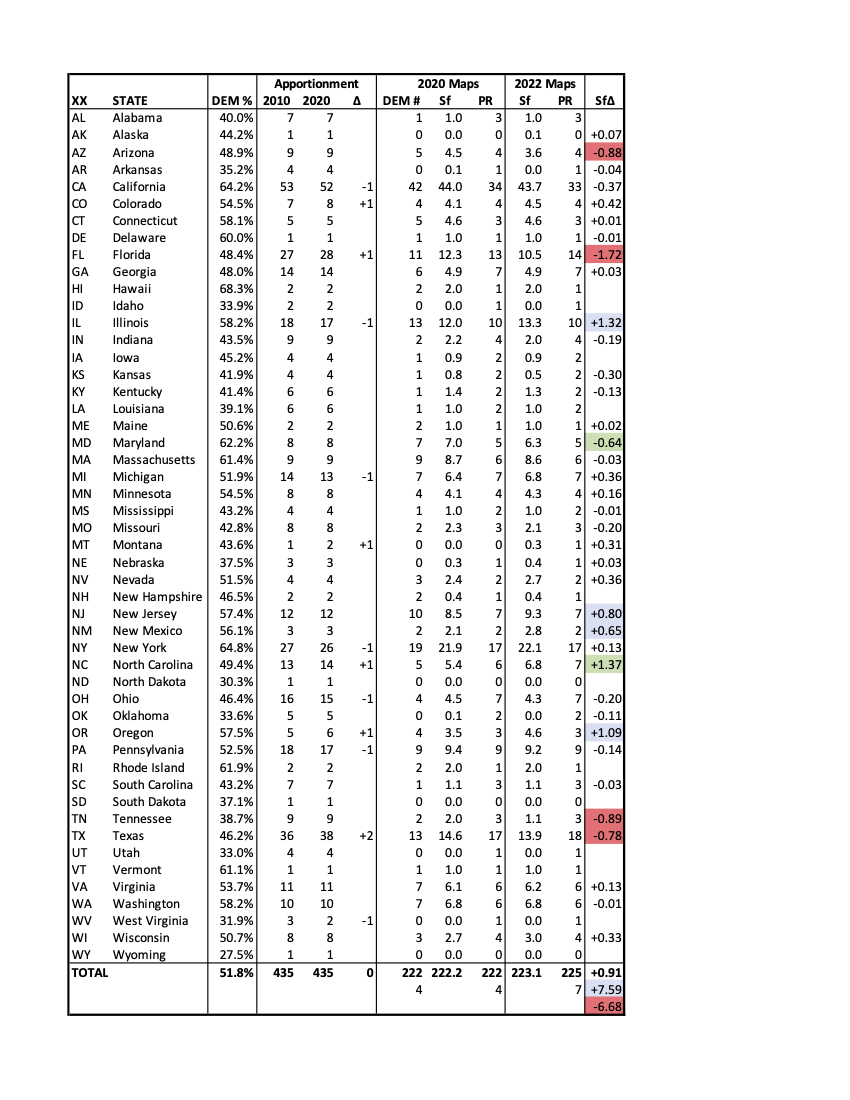 Apportionment 2020 Maps 2022 Maps
XX STATE DEM % 2010 2020 Δ DEM # Sf PR Sf PR SfΔ
AL Alabama 40.0% 7 7 1 1.0 3 1.0 3
AK Alaska 44.2% 1 1 0 0.0 0 0.1 0 +0.07
AZ Arizona 48.9% 9 9 5 4.5 4 3.6 4 -0.88
AR Arkansas 35.2% 4 4 0 0.1 1 0.0 1 -0.04
CA California 64.2% 53 52 -1 42 44.0 34 43.7 33 -0.37
CO Colorado 54.5% 7 8 +1 4 4.1 4 4.5 4 +0.42
CT Connecticut 58.1% 5 5 5 4.6 3 4.6 3 +0.01
DE Delaware 60.0% 1 1 1 1.0 1 1.0 1 -0.01
FL Florida 48.4% 27 28 +1 11 12.3 13 10.5 14 -1.72
GA Georgia 48.0% 14 14 6 4.9 7 4.9 7 +0.03
HI Hawaii 68.3% 2 2 2 2.0 1 2.0 1
ID Idaho 33.9% 2 2 0 0.0 1 0.0 1
IL Illinois 58.2% 18 17 -1 13 12.0 10 13.3 10 +1.32
IN Indiana 43.5% 9 9 2 2.2 4 2.0 4 -0.19
IA Iowa 45.2% 4 4 1 0.9 2 0.9 2
KS Kansas 41.9% 4 4 1 0.8 2 0.5 2 -0.30
KY Kentucky 41.4% 6 6 1 1.4 2 1.3 2 -0.13
LA Louisiana 39.1% 6 6 1 1.0 2 1.0 2
ME Maine 50.6% 2 2 2 1.0 1 1.0 1 +0.02
MD Maryland 62.2% 8 8 7 7.0 5 6.3 5 -0.64
MA Massachusetts 61.4% 9 9 9 8.7 6 8.6 6 -0.03
MI Michigan 51.9% 14 13 -1 7 6.4 7 6.8 7 +0.36
MN Minnesota 54.5% 8 8 4 4.1 4 4.3 4 +0.16
MS Mississippi 43.2% 4 4 1 1.0 2 1.0 2 -0.01
MO Missouri 42.8% 8 8 2 2.3 3 2.1 3 -0.20
MT Montana 43.6% 1 2 +1 0 0.0 0 0.3 1 +0.31
NE Nebraska 37.5% 3 3 0 0.3 1 0.4 1 +0.03
NV Nevada 51.5% 4 4 3 2.4 2 2.7 2 +0.36
NH New Hampshire 46.5% 2 2 2 0.4 1 0.4 1
NJ New Jersey 57.4% 12 12 10 8.5 7 9.3 7 +0.80
NM New Mexico 56.1% 3 3 2 2.1 2 2.8 2 +0.65
NY New York 64.8% 27 26 -1 19 21.9 17 22.1 17 +0.13
NC North Carolina 49.4% 13 14 +1 5 5.4 6 6.8 7 +1.37
ND North Dakota 30.3% 1 1 0 0.0 0 0.0 0
OH Ohio 46.4% 16 15 -1 4 4.5 7 4.3 7 -0.20
OK Oklahoma 33.6% 5 5 0 0.1 2 0.0 2 -0.11
OR Oregon 57.5% 5 6 +1 4 3.5 3 4.6 3 +1.09
PA Pennsylvania 52.5% 18 17 -1 9 9.4 9 9.2 9 -0.14
RI Rhode Island 61.9% 2 2 2 2.0 1 2.0 1
SC South Carolina 43.2% 7 7 1 1.1 3 1.1 3 -0.03
SD South Dakota 37.1% 1 1 0 0.0 0 0.0 0
TN Tennessee 38.7% 9 9 2 2.0 3 1.1 3 -0.89
TX Texas 46.2% 36 38 +2 13 14.6 17 13.9 18 -0.78
UT Utah 33.0% 4 4 0 0.0 1 0.0 1
VT Vermont 61.1% 1 1 1 1.0 1 1.0 1
VA Virginia 53.7% 11 11 7 6.1 6 6.2 6 +0.13
WA Washington 58.2% 10 10 7 6.8 6 6.8 6 -0.01
WV West Virginia 31.9% 3 2 -1 0 0.0 1 0.0 1
WI Wisconsin 50.7% 8 8 3 2.7 4 3.0 4 +0.33
WY Wyoming 27.5% 1 1 0 0.0 0 0.0 0
TOTAL 51.8% 435 435 0 222 222.2 222 223.1 225 +0.91
4 4 7 +7.59
-6.68